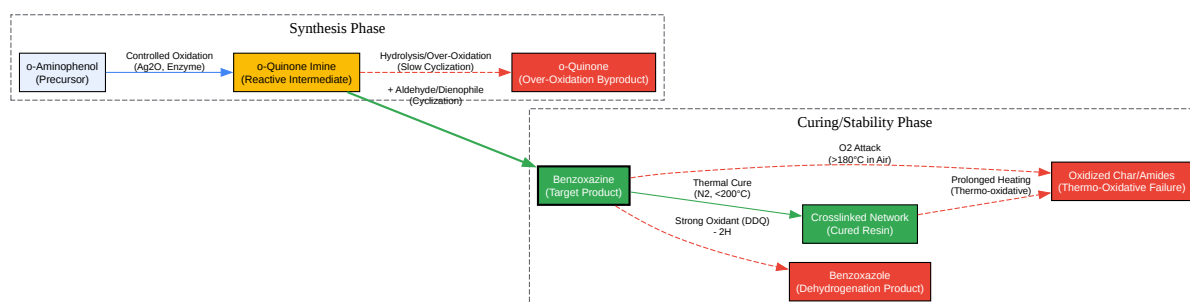 Synthesis Phase
o-Aminophenol
(Precursor)
Controlled Oxidation
(Ag2O, Enzyme)
o-Quinone Imine
(Reactive Intermediate)
Hydrolysis/Over-Oxidation
(Slow Cyclization)
o-Quinone
(Over-Oxidation Byproduct)
+ Aldehyde/Dienophile
(Cyclization)
Curing/Stability Phase
Benzoxazine
(Target Product)
O2 Attack
(>180°C in Air)
Thermal Cure
(N2, <200°C)
Prolonged Heating
(Thermo-oxidative)
Oxidized Char/Amides
(Thermo-Oxidative Failure)
Strong Oxidant (DDQ)
- 2H
Crosslinked Network
(Cured Resin)
Benzoxazole
(Dehydrogenation Product)